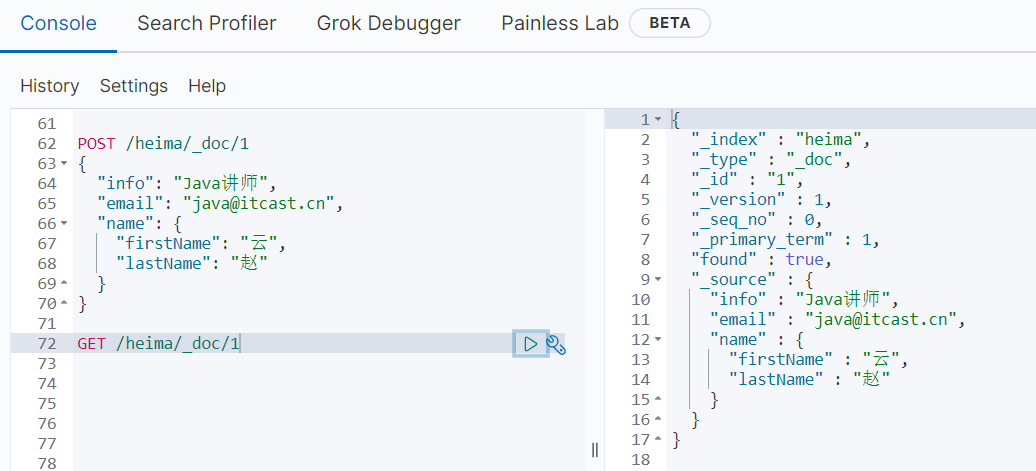 Console Search Profiler Grok Debugger Painless Lab BETA
History Settings Help
61
62 POST /heima/_doc/1
63 {
64 "info": "Java讲师",
65 "email": "java@itcast.cn",
66 "name": {
67 "firstName": "云",
68 "lastName": "赵"
69 }
70 }
71
72 GET /heima/_doc/1
73
74
75
76
77
78
1 {
2 "_index" : "heima",
3 "_type" : "_doc",
4 "_id" : "1",
5 "_version" : 1,
6 "_seq_no" : 0,
7 "_primary_term" : 1,
8 "found" : true,
9 "_source" : {
10 "info" : "Java讲师",
11 "email" : "java@itcast.cn",
12 "name" : {
13 "firstName" : "云",
14 "lastName" : "赵"
15 }
16 }
17 }
18